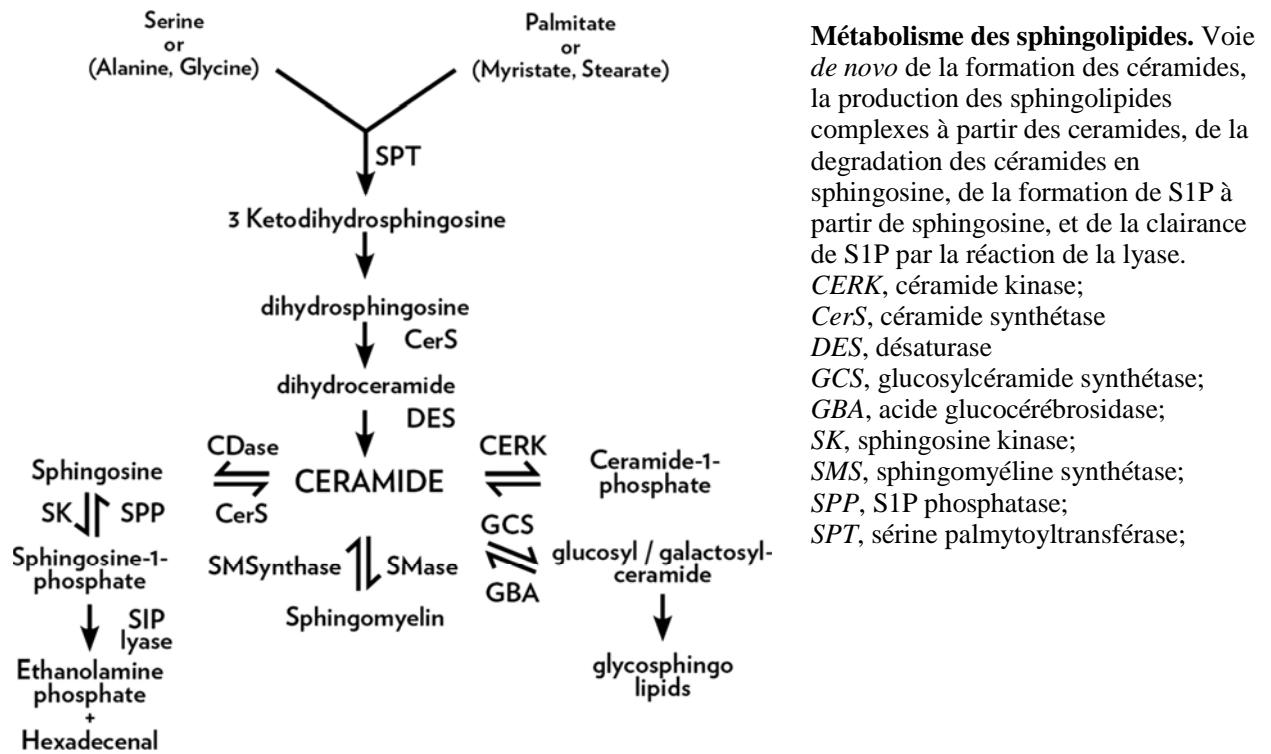 Serine
or
(Alanine, Glycine)
Palmitate
or
(Myristate, Stearate)
SPT
3 Ketodihydrosphingosine
dihydrosphingosine
CerS
dihydroceramide
DES
CDase
CERK
Sphingosine
CERAMIDE
Ceramide-1-
phosphate
CerS
SK
SPP
GCS
Sphingosine-1-
phosphate
SMSynthase
SMase
glucosyl / galactosyl-
ceramide
GBA
SIP
lyase
Sphingomyelin
Ethanolamine
phosphate
+
Hexadecenal
glycosphingo
lipids
Métabolisme des sphingolipides. Voie
de novo de la formation des céramides,
la production des sphingolipides
complexes à partir des ceramides, de la
degradation des céramides en
sphingosine, de la formation de S1P à
partir de sphingosine, et de la clairance
de S1P par la réaction de la lyase.
CERK, céramide kinase;
CerS, céramide synthétase
DES, désaturase
GCS, glucosylcéramide synthétase;
GBA, acide glucocérébrosidase;
SK, sphingosine kinase;
SMS, sphingomyéline synthétase;
SPP, S1P phosphatase;
SPT, sérine palmytoyltransférase;